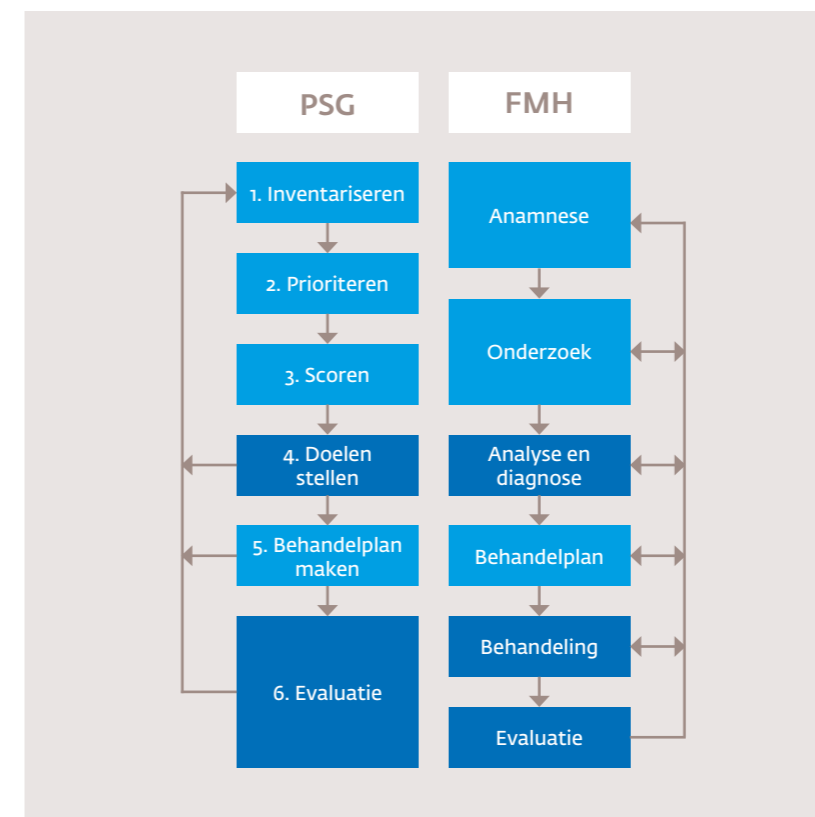 PSG
1. Inventariseren
2. Prioriteren
3. Scoren
4. Doelen
stellen
5. Behandelplan
maken
6. Evaluatie
FMH
Anamnese
Onderzoek
Analyse en
diagnose
Behandelplan
Behandeling
Evaluatie